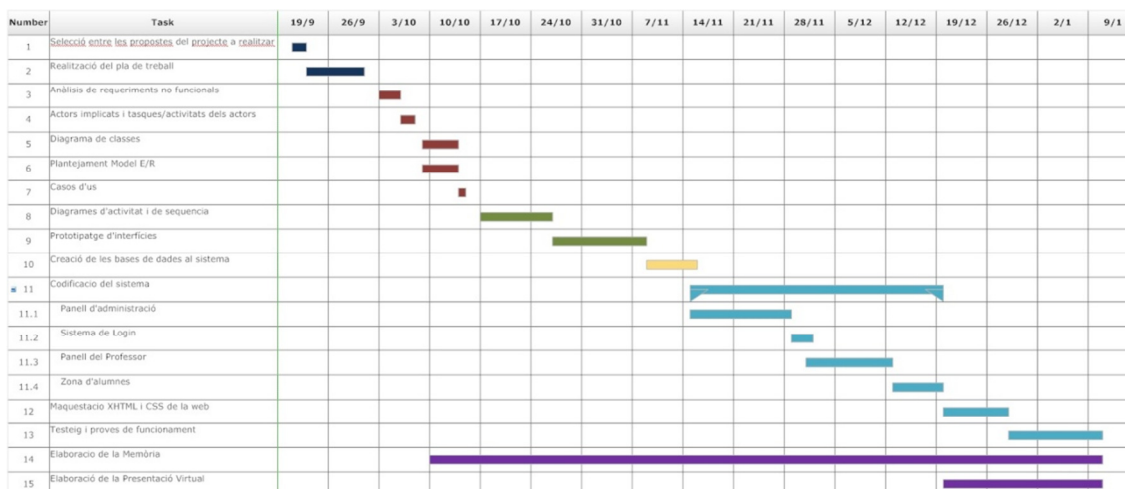 Number Task 19/9 26/9 3/10 10/10 17/10 24/10 31/10 7/11 14/11 21/11 28/11 5/12 12/12 19/12 26/12 2/1 9/1
1 Selecció entre les propostes del projecte a realitzar
2 Realització del pla de treball
3 Anàlisis de requeriments no funcionals
4 Actors implicats i tasques/activitats dels actors
5 Diagrama de classes
6 Plantejament Model E/R
7 Casos d'us
8 Diagrames d'activitat i de sequencia
9 Prototipatge d'interfícies
10 Creació de les bases de dades al sistema
11 Codificacio del sistema
11.1 Panell d'administració
11.2 Sistema de Login
11.3 Panell del Professor
11.4 Zona d'alumnes
12 Maquestacio XHTML i CSS de la web
13 Testeig i proves de funcionament
14 Elaboracio de la Memòria
15 Elaboració de la Presentació Virtual